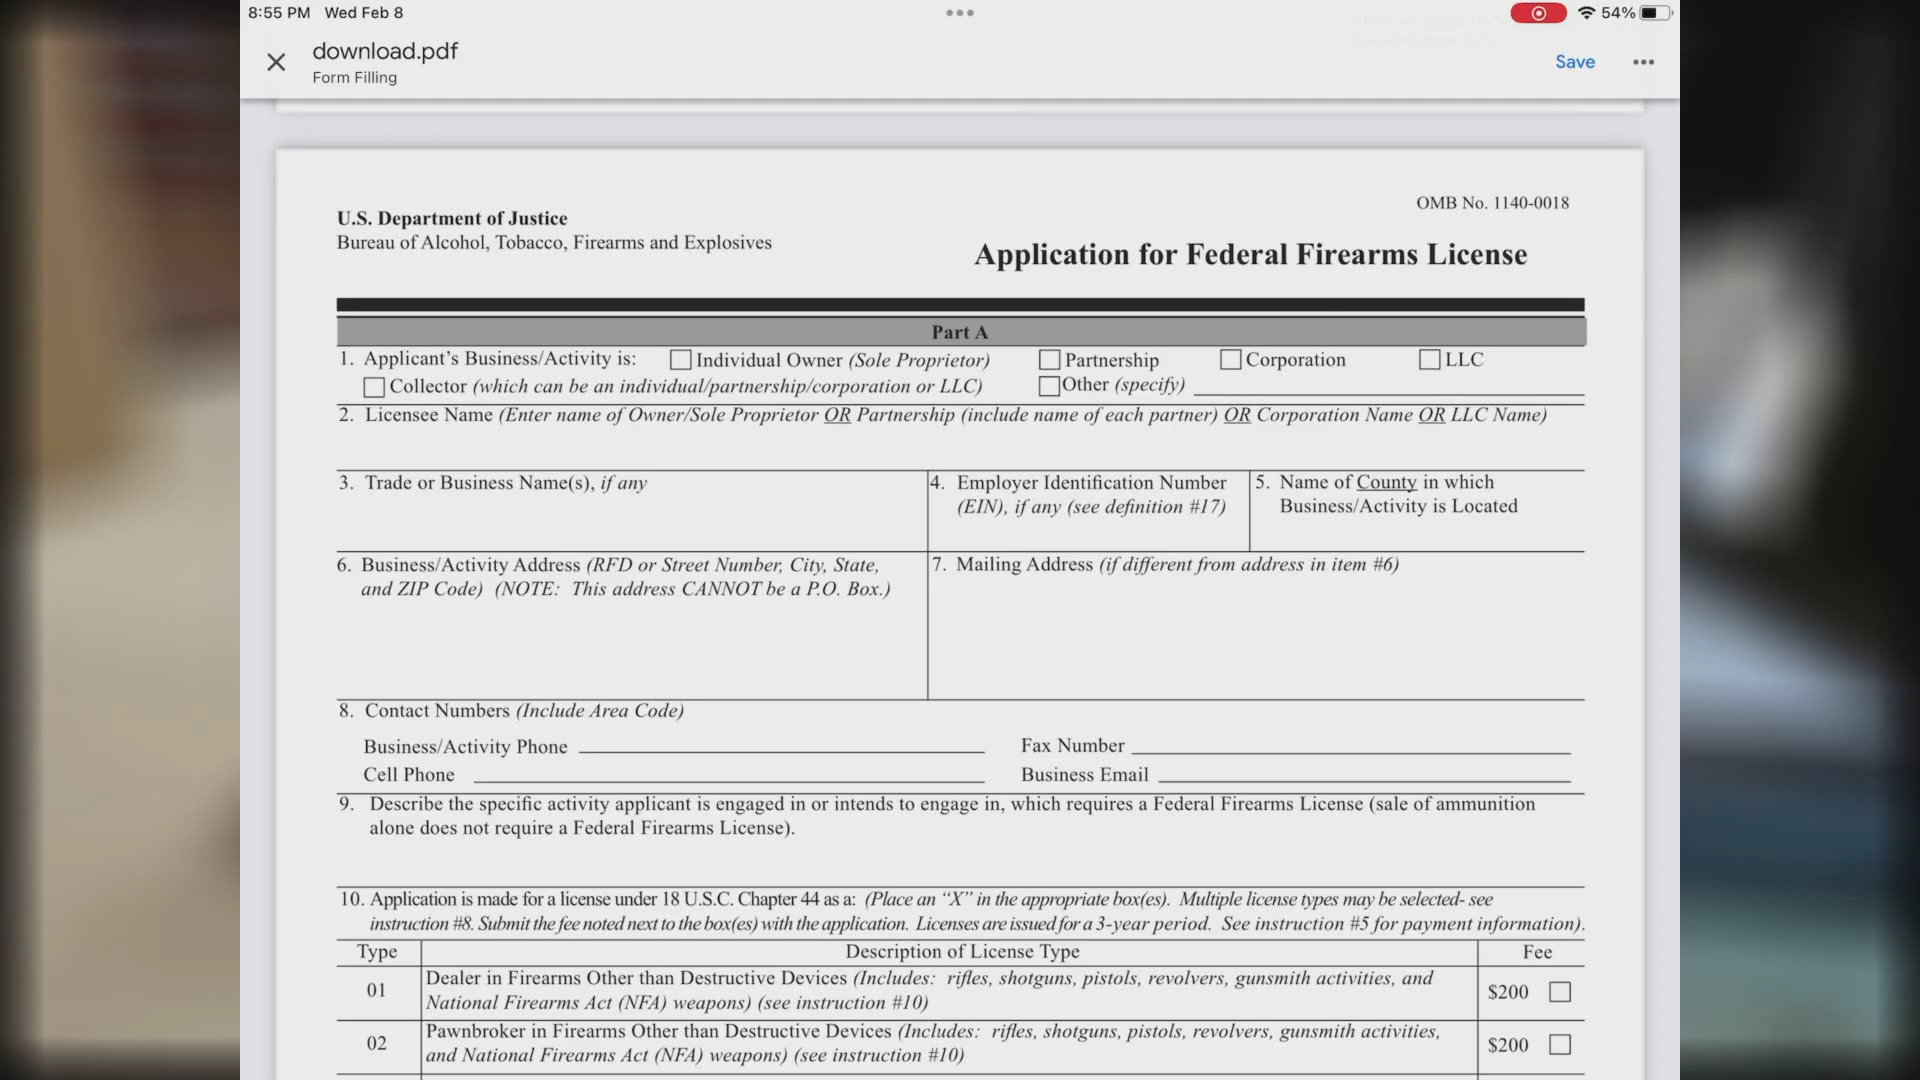 8:55 PM Wed Feb 8
54%
download.pdf
Form Filling
Save
OMB No. 1140-0018
U.S. Department of Justice
Bureau of Alcohol, Tobacco, Firearms and Explosives
Application for Federal Firearms License
Part A
1. Applicant's Business/Activity is: Individual Owner (Sole Proprietor) Partnership Corporation LLC
Collector (which can be an individual/partnership/corporation or LLC) Other (specify)
2. Licensee Name (Enter name of Owner/Sole Proprietor OR Partnership (include name of each partner) OR Corporation Name OR LLC Name)
3. Trade or Business Name(s), if any
4. Employer Identification Number
(EIN), if any (see definition #17)
5. Name of County in which
Business/Activity is Located
6. Business/Activity Address (RFD or Street Number, City, State,
and ZIP Code) (NOTE: This address CANNOT be a P.O. Box.)
7. Mailing Address (if different from address in item #6)
8. Contact Numbers (Include Area Code)
Business/Activity Phone Fax Number
Cell Phone Business Email
9. Describe the specific activity applicant is engaged in or intends to engage in, which requires a Federal Firearms License (sale of ammunition
alone does not require a Federal Firearms License).
10. Application is made for a license under 18 U.S.C. Chapter 44 as a: (Place an "X" in the appropriate box(es). Multiple license types may be selected- see
instruction #8. Submit the fee noted next to the box(es) with the application. Licenses are issued for a 3-year period. See instruction #5 for payment information).
Type Description of License Type Fee
01 Dealer in Firearms Other than Destructive Devices (Includes: rifles, shotguns, pistols, revolvers, gunsmith activities, and
National Firearms Act (NFA) weapons) (see instruction #10) $200
02 Pawnbroker in Firearms Other than Destructive Devices (Includes: rifles, shotguns, pistols, revolvers, gunsmith activities,
and National Firearms Act (NFA) weapons) (see instruction #10) $200